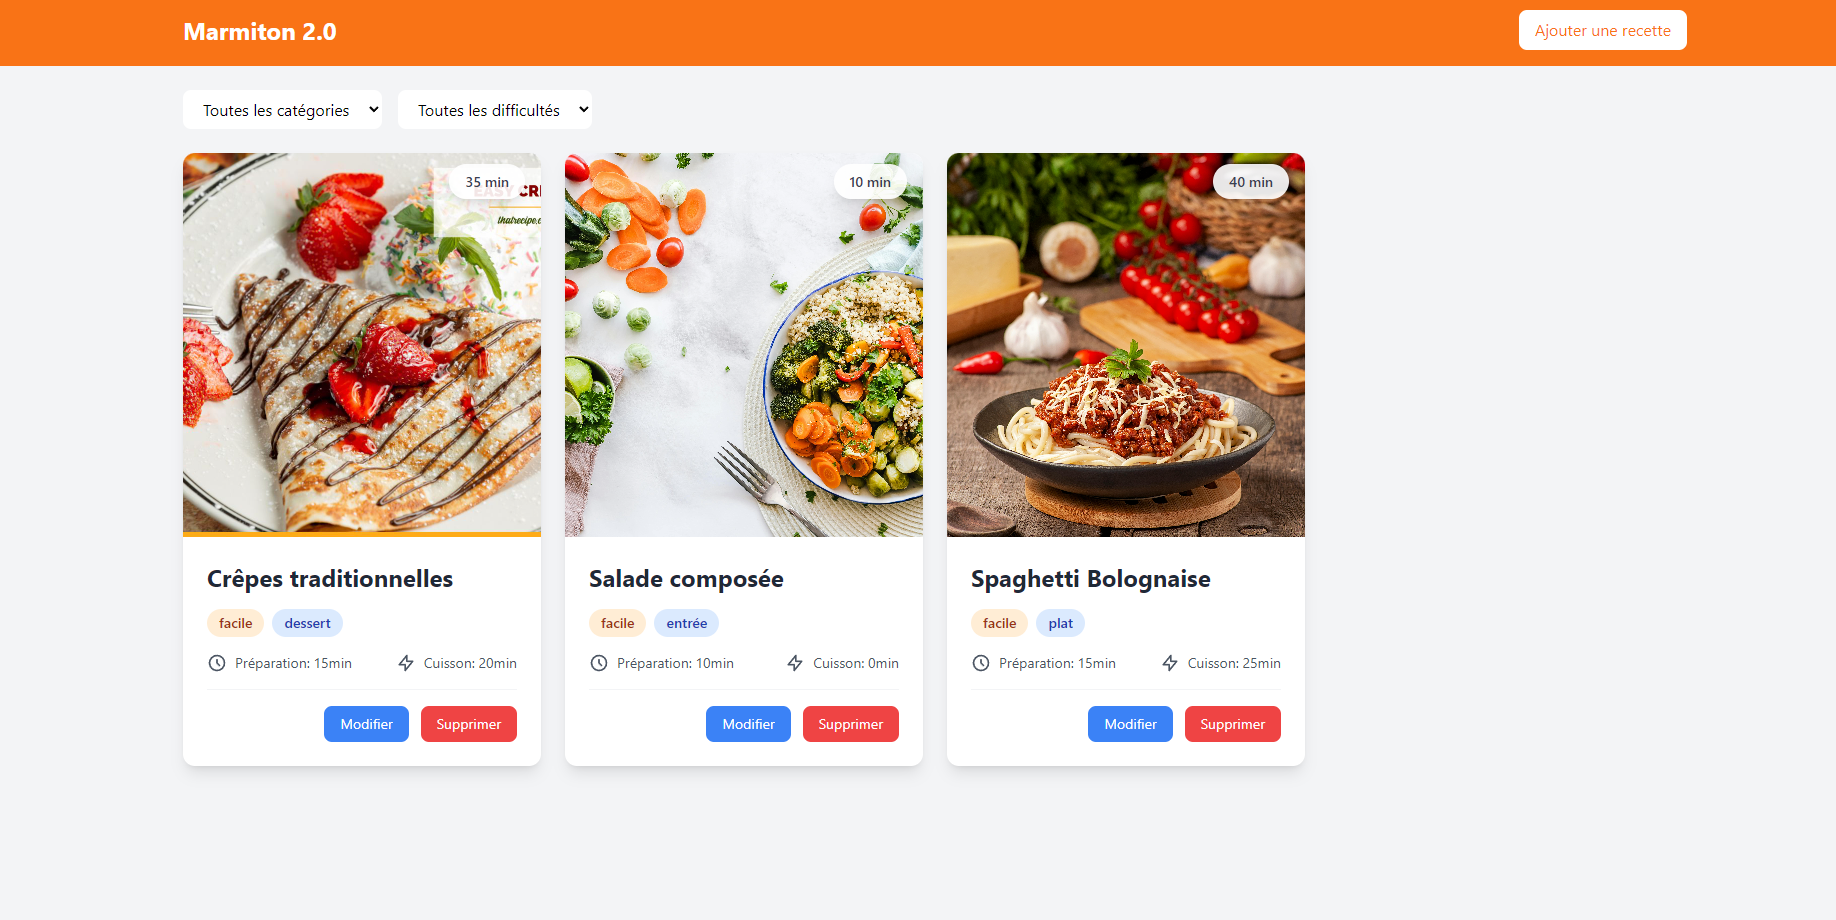 Marmiton 2.0
Ajouter une recette
Toutes les catégories
Toutes les difficultés
35 min
thatrecipe.c
10 min
40 min
Crêpes traditionnelles
facile
dessert
Préparation: 15min
Cuisson: 20min
Modifier
Supprimer
Salade composée
facile
entrée
Préparation: 10min
Cuisson: 0min
Modifier
Supprimer
Spaghetti Bolognaise
facile
plat
Préparation: 15min
Cuisson: 25min
Modifier
Supprimer